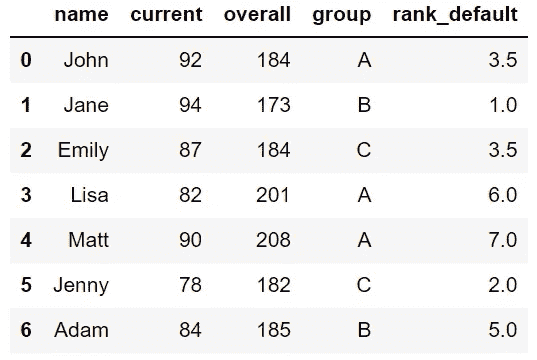 name current overall group rank_default
0 John 92 184 A 3.5
1 Jane 94 173 B 1.0
2 Emily 87 184 C 3.5
3 Lisa 82 201 A 6.0
4 Matt 90 208 A 7.0
5 Jenny 78 182 C 2.0
6 Adam 84 185 B 5.0